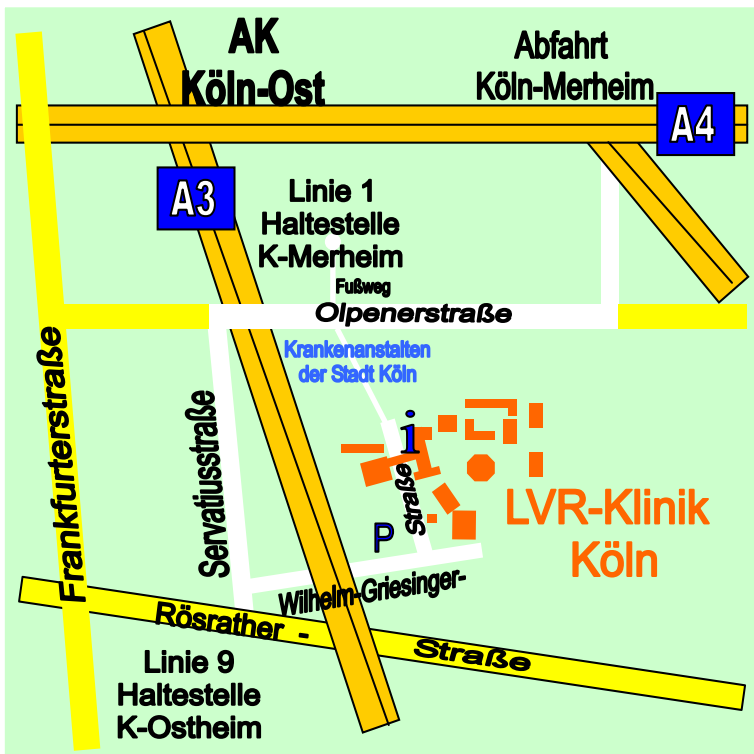 AK
Köln-Ost
Abfahrt
Köln-Merheim
A4
A3
Linie 1
Haltestelle
K-Merheim
Fußweg
Olpenerstraße
Krankenanstalten
der Stadt Köln
Frankfurterstraße
Servatiusstraße
i
Straße
P
LVR-Klinik
Köln
Wilhelm-Griesinger-
Rösrather -
Straße
Linie 9
Haltestelle
K-Ostheim